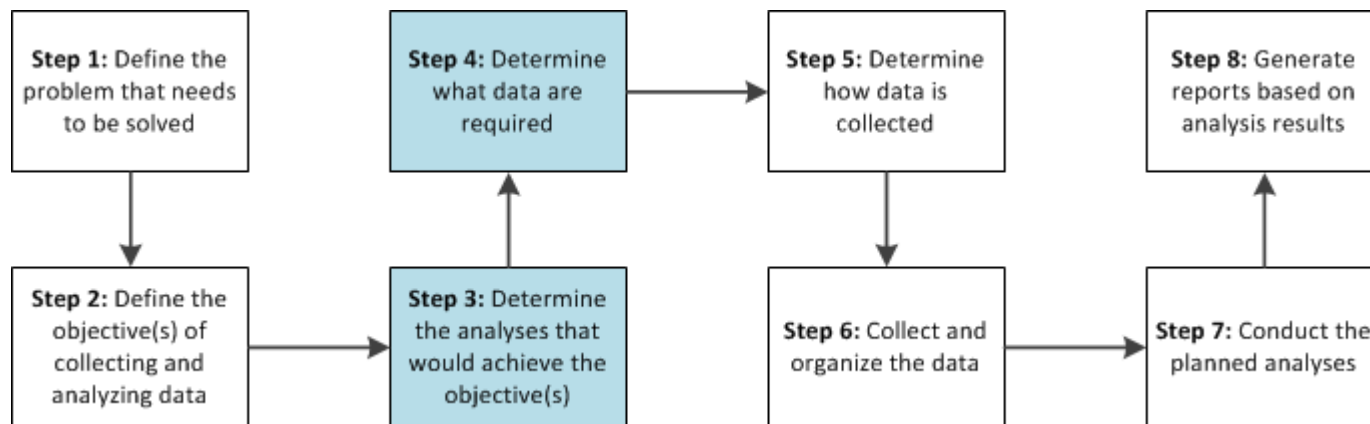 Step 1: Define the
problem that needs
to be solved
Step 2: Define the
objective(s) of
collecting and
analyzing data
Step 3: Determine
the analyses that
would achieve the
objective(s)
Step 4: Determine
what data are
required
Step 5: Determine
how data is
collected
Step 6: Collect and
organize the data
Step 7: Conduct the
planned analyses
Step 8: Generate
reports based on
analysis results